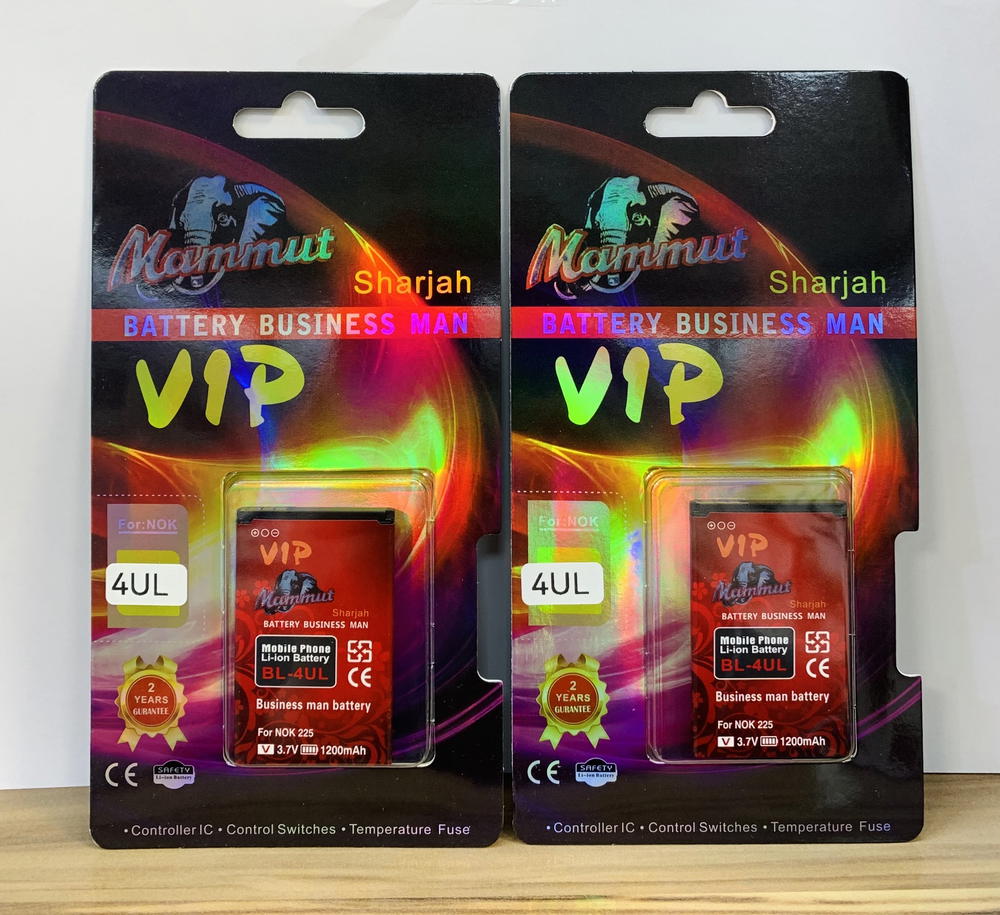 Mammut
Sharjah
BATTERY BUSINESS MAN
VIP
For:NOK
4UL
VIP
Mammut
Sharjah
BATTERY BUSINESS MAN
Mobile Phone
Li-ion Battery
BL-4UL
CE
Business man battery
For NOK 225
V 3.7V 1200mAh
2
YEARS
GURANTEE
CE
SAFETY
Li-ion Battery
• Controller IC • Control Switches • Temperature Fuse
Mammut
Sharjah
BATTERY BUSINESS MAN
VIP
For:NOK
4UL
VIP
Mammut
Sharjah
BATTERY BUSINESS MAN
Mobile Phone
Li-ion Battery
BL-4UL
CE
Business man battery
For NOK 225
V 3.7V 1200mAh
2
YEARS
GURANTEE
CE
SAFETY
Li-ion Battery
• Controller IC • Control Switches • Temperature Fuse